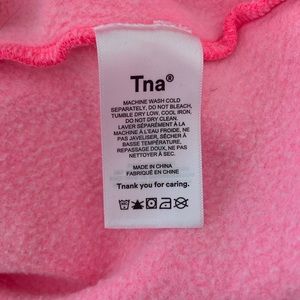 Tna®
MACHINE WASH COLD
SEPARATELY, DO NOT BLEACH,
TUMBLE DRY LOW, COOL IRON,
DO NOT DRY CLEAN.
LAVER SÉPARÉMENT À LA
MACHINE À L'EAU FROIDE, NE
PAS JAVELISER, SÉCHER À
BASSE TEMPÉRATURE,
REPASSAGE DOUX, NE PAS
NETTOYER À SEC.
MADE IN CHINA
FABRIQUÉ EN CHINE
Tnank you for caring.